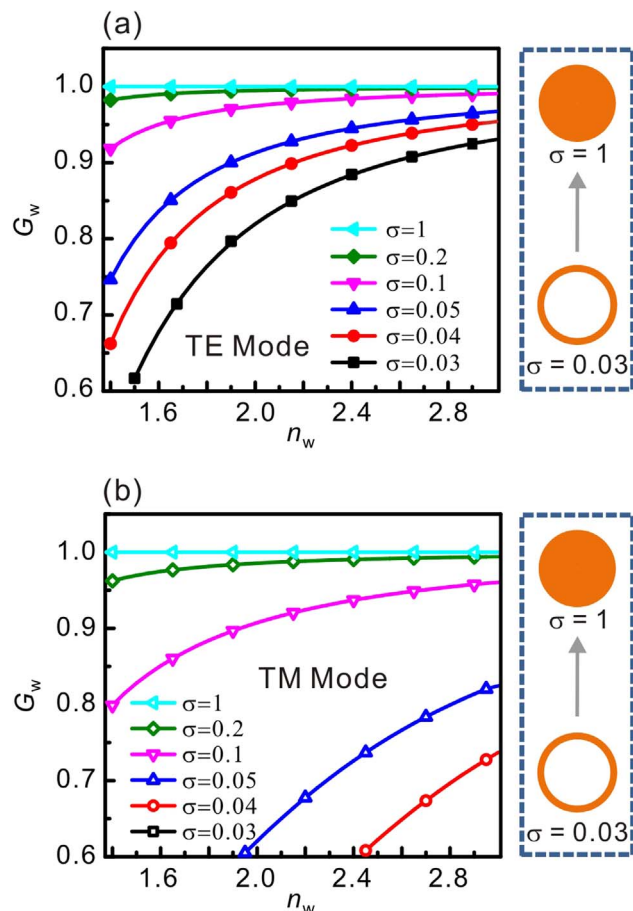 (a)
1.0
0.9
0.8
0.7
0.6
G_w
1.6 2.0 2.4 2.8
n_w
TE Mode
σ=1
σ=0.2
σ=0.1
σ=0.05
σ=0.04
σ=0.03
σ = 1
σ = 0.03
(b)
1.0
0.9
0.8
0.7
0.6
G_w
1.6 2.0 2.4 2.8
n_w
TM Mode
σ=1
σ=0.2
σ=0.1
σ=0.05
σ=0.04
σ=0.03
σ = 1
σ = 0.03